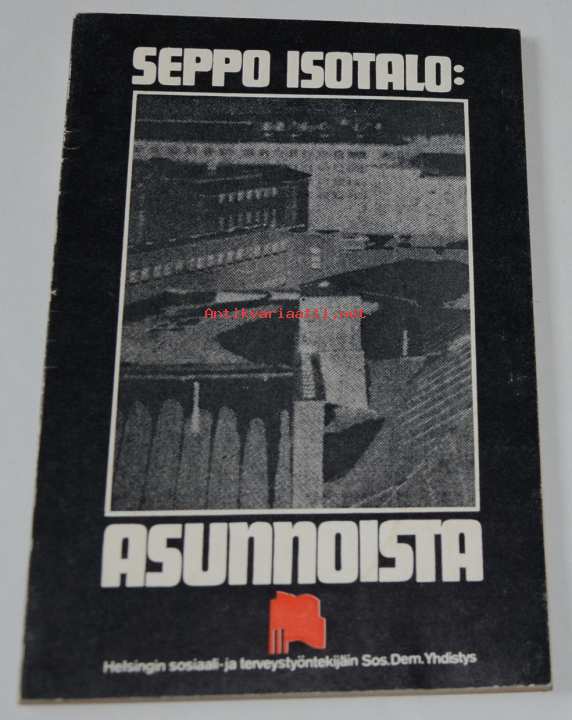 SEPPO ISOTALO:
Antikvariaatti.net
ASUNNOISTA
Helsingin sosiaali- ja terveystyöntekijäin Sos.Dem.Yhdistys